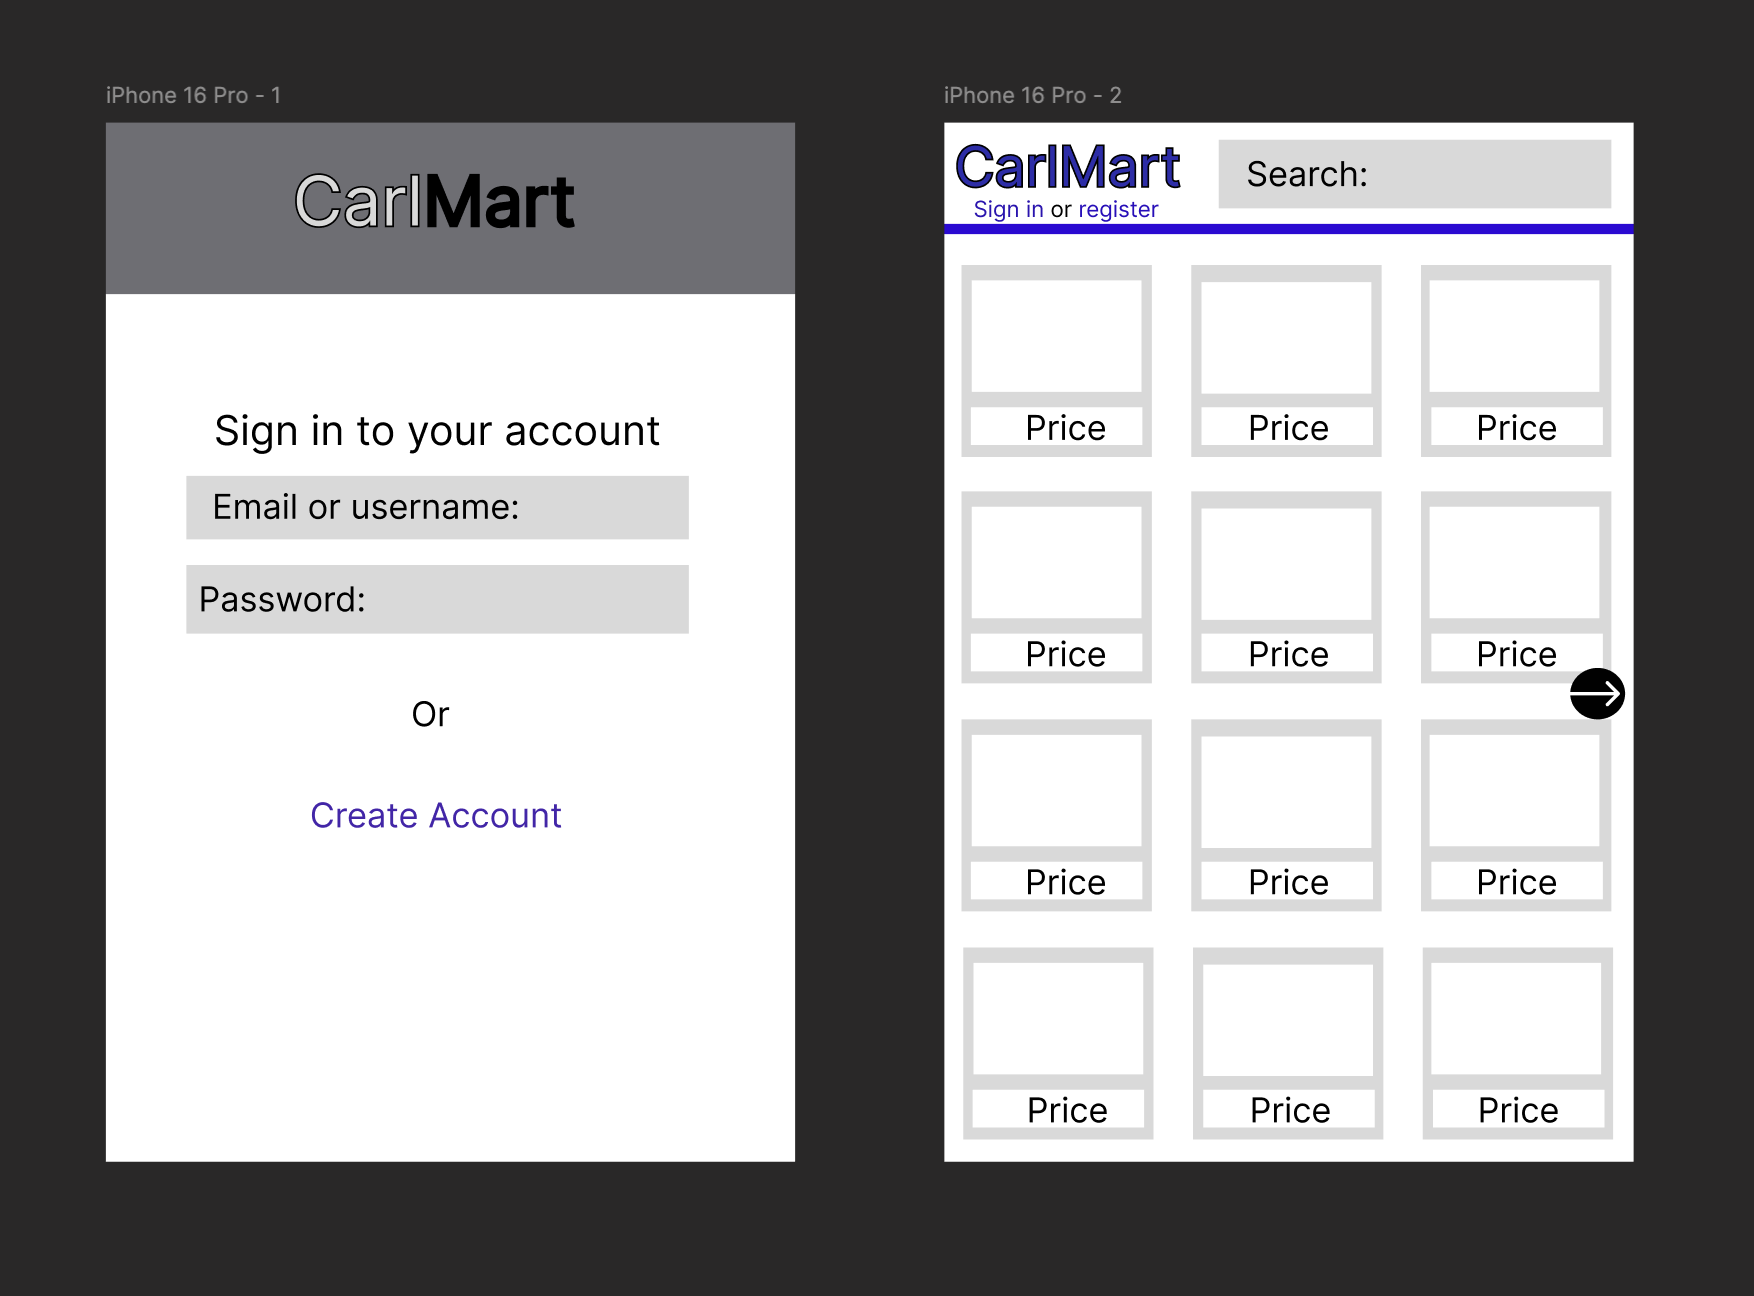 iPhone 16 Pro - 1
CarlMart
Sign in to your account
Email or username:
Password:
Or
Create Account
iPhone 16 Pro - 2
CarlMart
Search:
Sign in or register
Price Price Price
Price Price Price
Price Price Price
Price Price Price